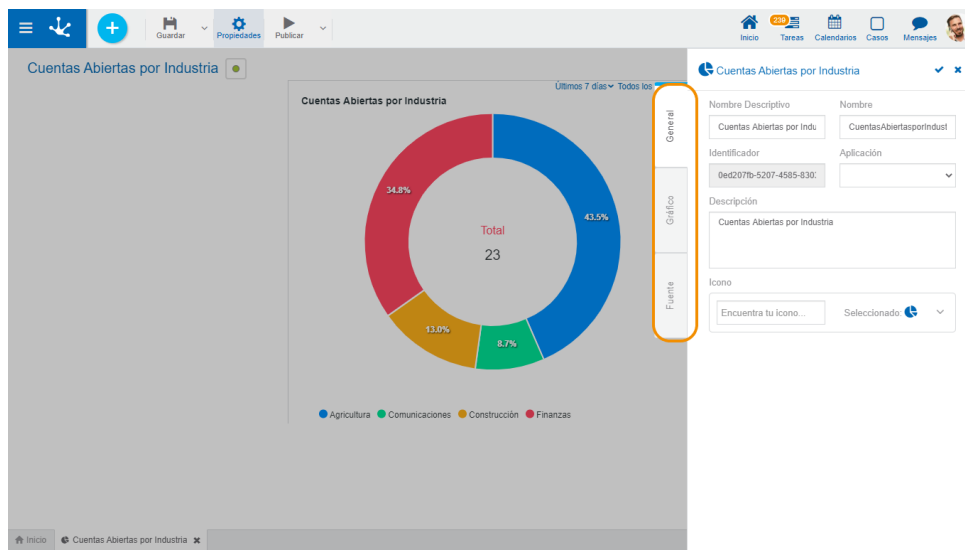 Guardar
Propiedades
Publicar
Inicio
239
Tareas
Calendarios
Casos
Mensajes
Cuentas Abiertas por Industria
Últimos 7 días Todos los
Cuentas Abiertas por Industria
34.8%
43.5%
Total
23
13.0%
8.7%
Agricultura Comunicaciones Construcción Finanzas
General
Gráfico
Fuente
Cuentas Abiertas por Industria
Nombre Descriptivo Nombre
Cuentas Abiertas por Indu CuentasAbiertasporIndust
Identificador Aplicación
0ed207fb-5207-4585-830
Descripción
Cuentas Abiertas por Industria
Icono
Encuentra tu ícono... Seleccionado:
Inicio Cuentas Abiertas por Industria